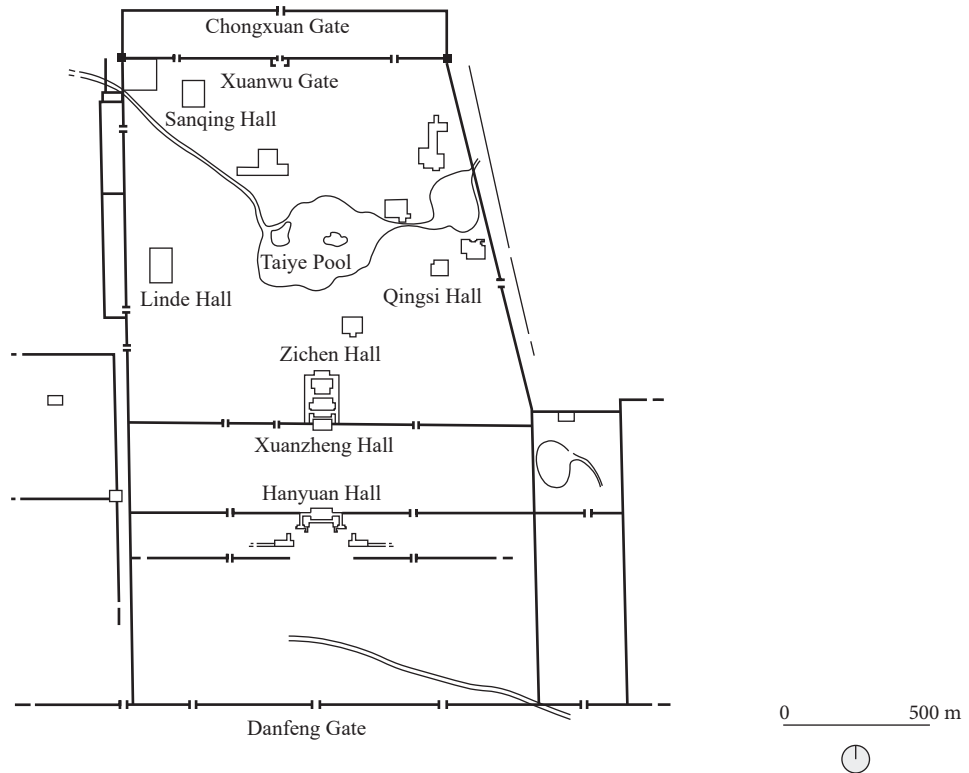 Chongxuan Gate
Xuanwu Gate
Sanqing Hall
Taiye Pool
Linde Hall
Qingsi Hall
Zichen Hall
Xuanzheng Hall
Hanyuan Hall
Danfeng Gate
0 500 m